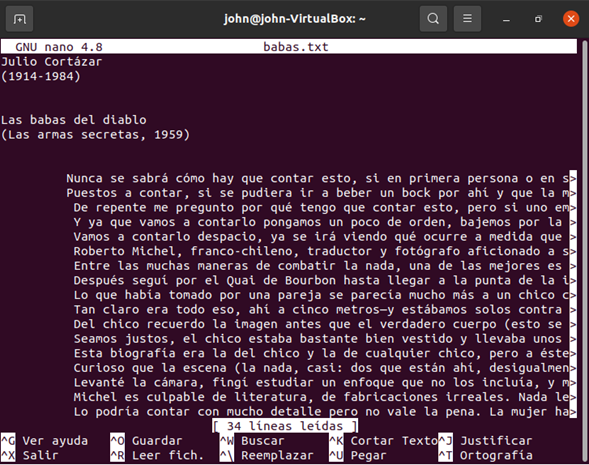 john@john-VirtualBox: ~
GNU nano 4.8 babas.txt
Julio Cortázar
(1914-1984)
Las babas del diablo
(Las armas secretas, 1959)
Nunca se sabrá cómo hay que contar esto, si en primera persona o en s>
Puestos a contar, si se pudiera ir a beber un bock por ahí y que la m>
De repente me pregunto por qué tengo que contar esto, pero si uno em>
Y ya que vamos a contarlo pongamos un poco de orden, bajemos por la >
Vamos a contarlo despacio, ya se irá viendo qué ocurre a medida que >
Roberto Michel, franco-chileno, traductor y fotógrafo aficionado a s>
Entre las muchas maneras de combatir la nada, una de las mejores es >
Después seguí por el Quai de Bourbon hasta llegar a la punta de la i>
Lo que había tomado por una pareja se parecía mucho más a un chico c>
Tan claro era todo eso, ahí a cinco metros—y estábamos solos contra >
Del chico recuerdo la imagen antes que el verdadero cuerpo (esto se >
Seamos justos, el chico estaba bastante bien vestido y llevaba unos >
Esta biografía era la del chico y la de cualquier chico, pero a éste>
Curioso que la escena (la nada, casi: dos que están ahí, desigualmen>
Levanté la cámara, fingí estudiar un enfoque que no los incluía, y m>
Michel es culpable de literatura, de fabricaciones irreales. Nada le>
Lo podría contar con mucho detalle pero no vale la pena. La mujer ha>
[ 34 líneas leídas ]
^G Ver ayuda ^O Guardar ^W Buscar ^K Cortar Texto ^J Justificar
^X Salir ^R Leer fich. ^\ Reemplazar ^U Pegar ^T Ortografía